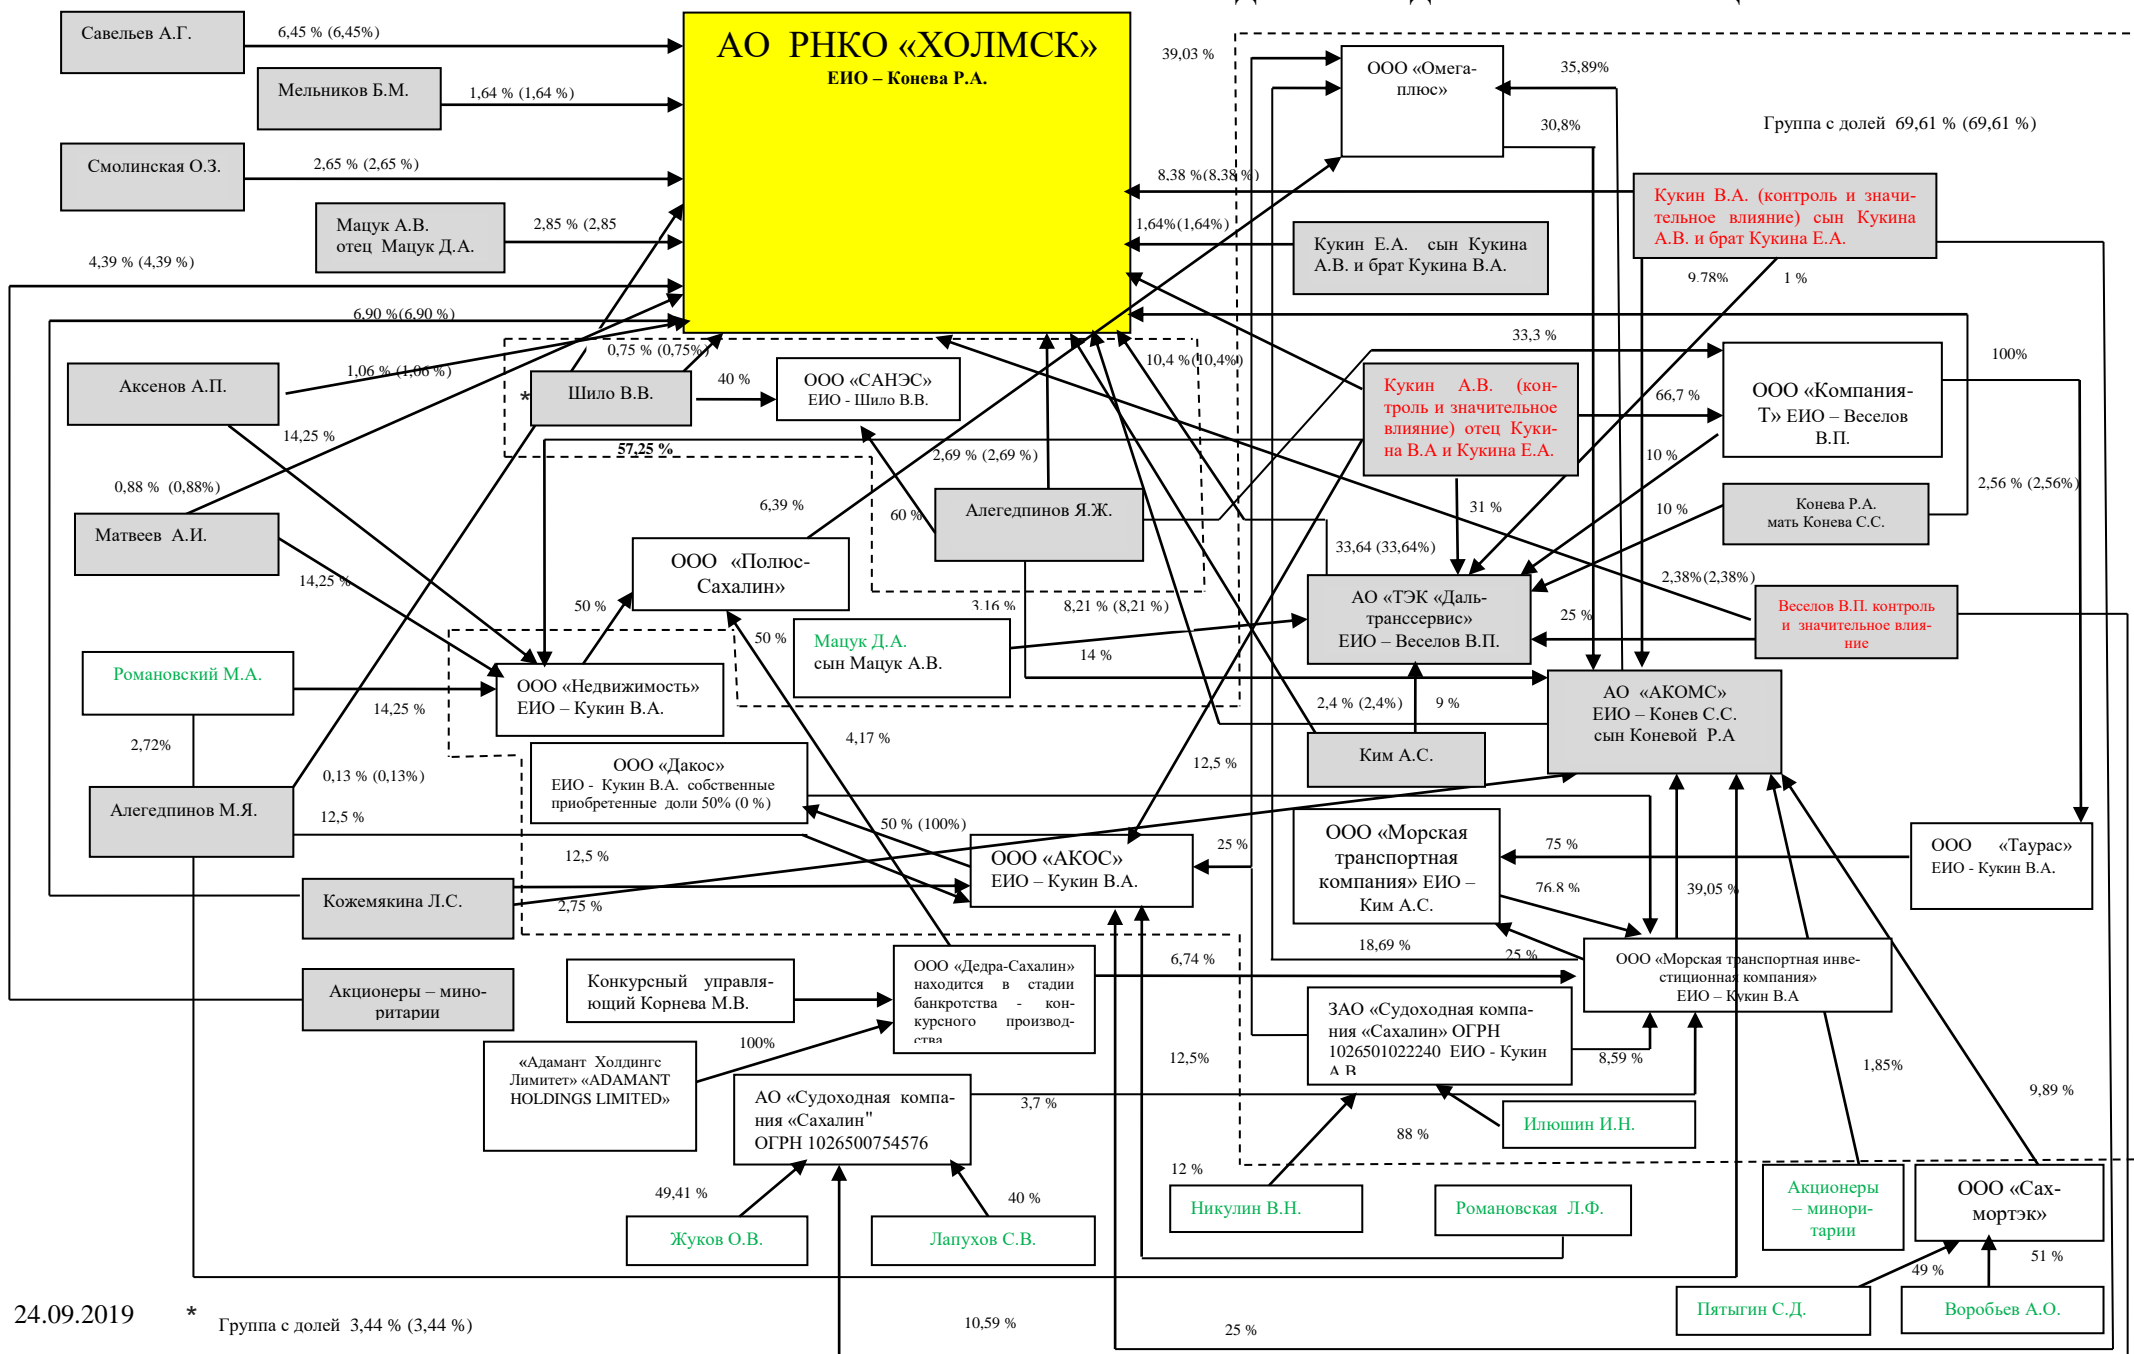 Савельев А.Г.
6,45 % (6,45%)
АО РНКО «ХОЛМСК»
ЕИО – Конева Р.А.
39,03 %
ООО «Омега-
плюс»
35,89%
Мельников Б.М.
1,64 % (1,64 %)
30,8%
Группа с долей 69,61 % (69,61 %)
Смолинская О.З.
2,65 % (2,65 %)
8,38 %(8,38 %)
Кукин В.А. (контроль и значи-
тельное влияние) сын Кукина
А.В. и брат Кукина Е.А.
Мацук А.В.
отец Мацук Д.А.
2,85 % (2,85
1,64%(1,64%)
Кукин Е.А. сын Кукина
А.В. и брат Кукина В.А.
4,39 % (4,39 %)
9.78%
1 %
6,90 %(6,90 %)
33,3 %
0,75 % (0,75%)
10,4 %(10,4%)
100%
Аксенов А.П.
1,06 % (1,06 %)
*
Шило В.В.
40 %
ООО «САНЭС»
ЕИО - Шило В.В.
Кукин А.В. (кон-
троль и значительное
влияние) отец Куки-
на В.А и Кукина Е.А.
66,7 %
ООО «Компания-
Т» ЕИО – Веселов
В.П.
14,25 %
57,25 %
2,69 % (2,69 %)
10 %
0,88 % (0,88%)
2,56 % (2,56%)
6,39 %
60 %
Алегедпинов Я.Ж.
31 %
10 %
Конева Р.А.
мать Конева С.С.
Матвеев А.И.
ООО «Полюс-
Сахалин»
33,64 (33,64%)
14,25 %
2,38%(2,38%)
50 %
3.16 %
8,21 % (8,21 %)
АО «ТЭК «Даль-
транссервис»
ЕИО – Веселов В.П.
25 %
Веселов В.П. контроль
и значительное влия-
ние
50 %
Мацук Д.А.
сын Мацук А.В.
14 %
Романовский М.А.
ООО «Недвижимость»
ЕИО – Кукин В.А.
14,25 %
2,4 % (2,4%)
9 %
АО «АКОМС»
ЕИО – Конев С.С.
сын Коневой Р.А
2,72%
4,17 %
Ким А.С.
12,5 %
ООО «Дакос»
ЕИО - Кукин В.А. собственные
приобретенные доли 50% (0 %)
0,13 % (0,13%)
Алегедпинов М.Я.
12,5 %
50 % (100%)
ООО «АКОС»
ЕИО – Кукин В.А.
25 %
ООО «Морская
транспортная
компания» ЕИО –
Ким А.С.
75 %
ООО «Таурас»
ЕИО - Кукин В.А.
12,5 %
76.8 %
39,05 %
Кожемякина Л.С.
2,75 %
18,69 %
25 %
6,74 %
ООО «Дедра-Сахалин»
находится в стадии
банкротства - кон-
курсного производ-
ства
ООО «Морская транспортная инве-
стиционная компания»
ЕИО – Кукин В.А
Акционеры – мино-
ритарии
Конкурсный управля-
ющий Корнева М.В.
ЗАО «Судоходная компа-
ния «Сахалин» ОГРН
1026501022240 ЕИО - Кукин
А.В
100%
12,5%
8,59 %
1,85%
«Адамант Холдингс
Лимитет» «ADAMANT
HOLDINGS LIMITED»
АО «Судоходная компа-
ния «Сахалин"
ОГРН 1026500754576
3,7 %
9,89 %
Илюшин И.Н.
88 %
12 %
49,41 %
40 %
Никулин В.Н.
Романовская Л.Ф.
Акционеры
– минори-
тарии
ООО «Сах-
мортэк»
Жуков О.В.
Лапухов С.В.
49 %
51 %
Пятыгин С.Д.
Воробьев А.О.
24.09.2019
*
Группа с долей 3,44 % (3,44 %)
10,59 %
25 %